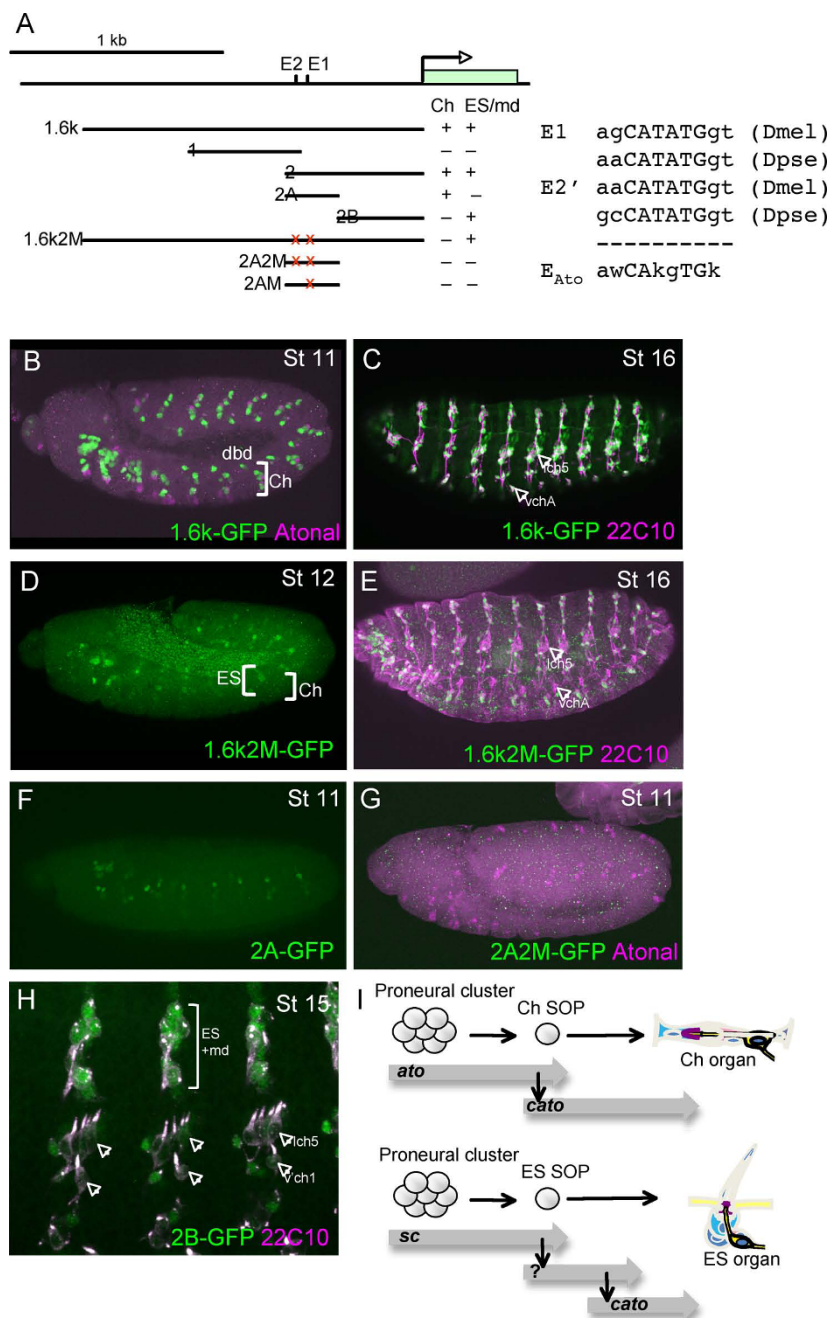 A
1 kb
E2 E1
Ch ES/md
1.6k + +
1 – –
2 + +
2A + –
2B – +
1.6k2M x x – +
2A2M x x – –
2AM x – –
E1 agCATATGgt (Dmel)
aaCATATGgt (Dpse)
E2' aaCATATGgt (Dmel)
gcCATATGgt (Dpse)
----------
EAto awCAkgTGk
B St 11
dbd
Ch
1.6k-GFP Atonal
C St 16
lch5
vchA
1.6k-GFP 22C10
D St 12
ES
Ch
1.6k2M-GFP
E St 16
lch5
vchA
1.6k2M-GFP 22C10
F St 11
2A-GFP
G St 11
2A2M-GFP Atonal
H St 15
ES
+md
lch5
v'ch1
2B-GFP 22C10
I
Proneural cluster
Ch SOP
Ch organ
ato
cato
Proneural cluster
ES SOP
ES organ
sc
?
cato